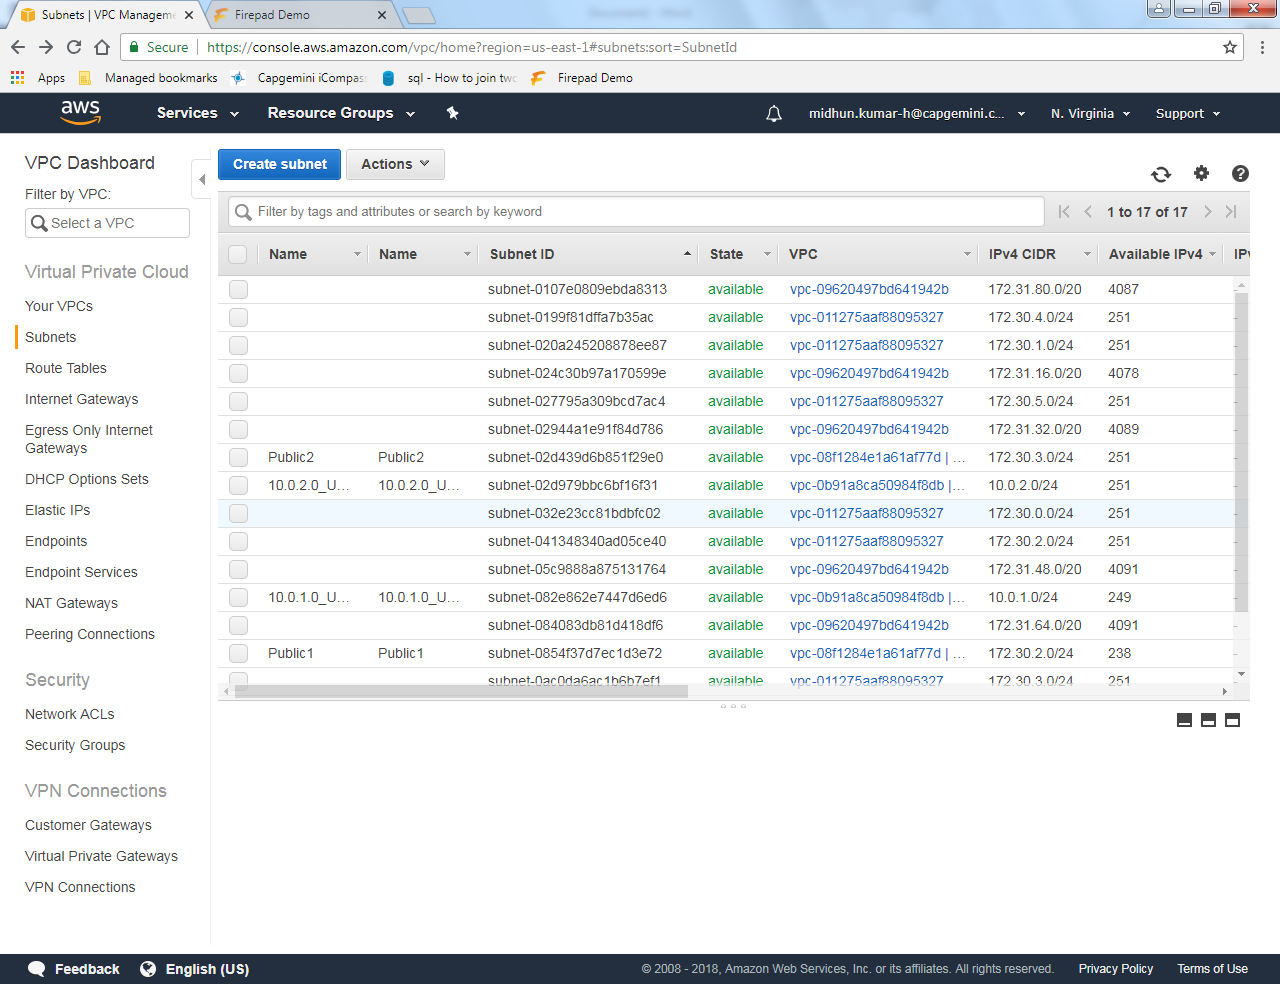 Subnets | VPC Manageme
Firepad Demo
Secure
https://console.aws.amazon.com/vpc/home?region=us-east-1#subnets:sort=SubnetId
Apps
Managed bookmarks
Capgemini iCompass
sql - How to join two
Firepad Demo
aws
Services
Resource Groups
midhun.kumar-h@capgemini.c...
N. Virginia
Support
VPC Dashboard
Filter by VPC:
Select a VPC
Virtual Private Cloud
Your VPCs
Subnets
Route Tables
Internet Gateways
Egress Only Internet
Gateways
DHCP Option Sets
Elastic IPs
Endpoints
Endpoint Services
NAT Gateways
Peering Connections
Security
Network ACLs
Security Groups
VPN Connections
Customer Gateways
Virtual Private Gateways
VPN Connections
Create subnet
Actions
Filter by tags and attributes or search by keyword
1 to 17 of 17
Name Name Subnet ID State VPC IPv4 CIDR Available IPv4 IPv
subnet-0107e0809ebda8313 available vpc-09620497bd641942b 172.31.80.0/20 4087 -
subnet-0199f81dffa7b35ac available vpc-011275aaf88095327 172.30.4.0/24 251 -
subnet-020a245208878ee87 available vpc-011275aaf88095327 172.30.1.0/24 251 -
subnet-024c30b97a170599e available vpc-09620497bd641942b 172.31.16.0/20 4078 -
subnet-027795a309bcd7ac4 available vpc-011275aaf88095327 172.30.5.0/24 251 -
subnet-02944a1e91f84d786 available vpc-09620497bd641942b 172.31.32.0/20 4089 -
Public2 Public2 subnet-02d439d6b851f29e0 available vpc-08f1284e1a61af77d | ... 172.30.3.0/24 251 -
10.0.2.0_U... 10.0.2.0_U... subnet-02d979bbc6bf16f31 available vpc-0b91a8ca50984f8db |... 10.0.2.0/24 251 -
subnet-032e23cc81bdbfc02 available vpc-011275aaf88095327 172.30.0.0/24 251 -
subnet-041348340ad05ce40 available vpc-011275aaf88095327 172.30.2.0/24 251 -
subnet-05c9888a875131764 available vpc-09620497bd641942b 172.31.48.0/20 4091 -
10.0.1.0_U... 10.0.1.0_U... subnet-082e862e7447d6ed6 available vpc-0b91a8ca50984f8db |... 10.0.1.0/24 249 -
subnet-084083db81d418df6 available vpc-09620497bd641942b 172.31.64.0/20 4091 -
Public1 Public1 subnet-0854f37d7ec1d3e72 available vpc-08f1284e1a61af77d | ... 172.30.2.0/24 238 -
subnet-0ac0da6ac1b6b7ef1 available vpc-011275aaf88095327 172.30.3.0/24 251 -
Feedback
English (US)
© 2008 - 2018, Amazon Web Services, Inc. or its affiliates. All rights reserved.
Privacy Policy
Terms of Use